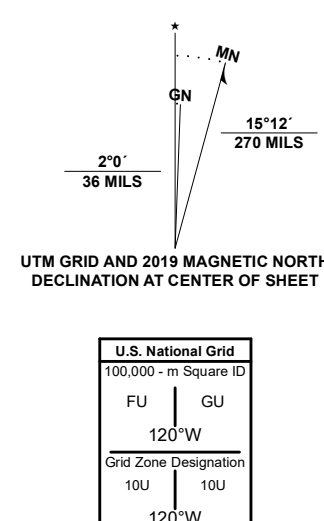 ★
MN
GN
15°12´
270 MILS
2°0´
36 MILS
UTM GRID AND 2019 MAGNETIC NORTH
DECLINATION AT CENTER OF SHEET
U.S. National Grid
100,000 - m Square ID
FU GU
120°W
Grid Zone Designation
10U 10U
120°W